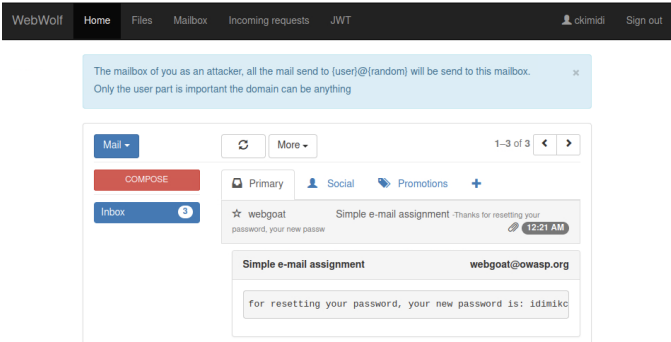 WebWolf Home Files Mailbox Incoming requests JWT ckimidi Sign out
The mailbox of you as an attacker, all the mail send to {user}@{random} will be send to this mailbox. ×
Only the user part is important the domain can be anything
Mail More 1–3 of 3
COMPOSE
Primary Social Promotions
Inbox 3
webgoat Simple e-mail assignment -Thanks for resetting your
password, your new passw
12:21 AM
Simple e-mail assignment webgoat@owasp.org
for resetting your password, your new password is: idimikc